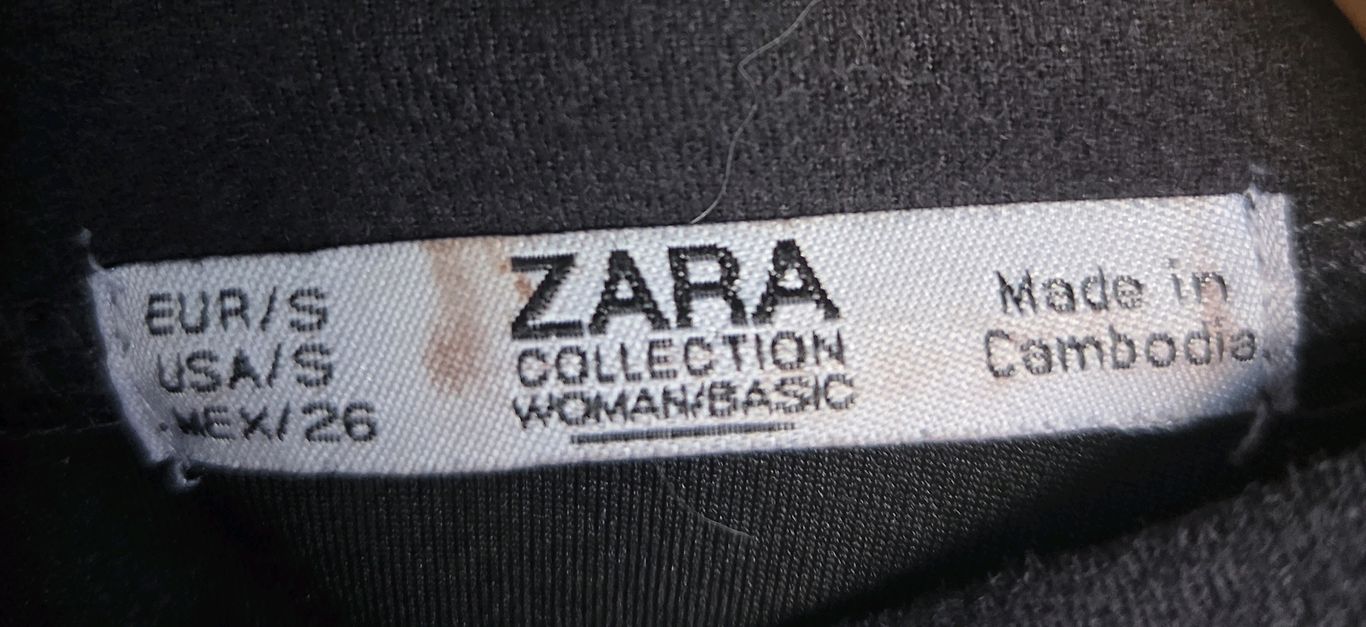 EUR/S
USA/S
MEX/26
ZARA
COLLECTION
WOMAN/BASIC
Made in
Cambodia